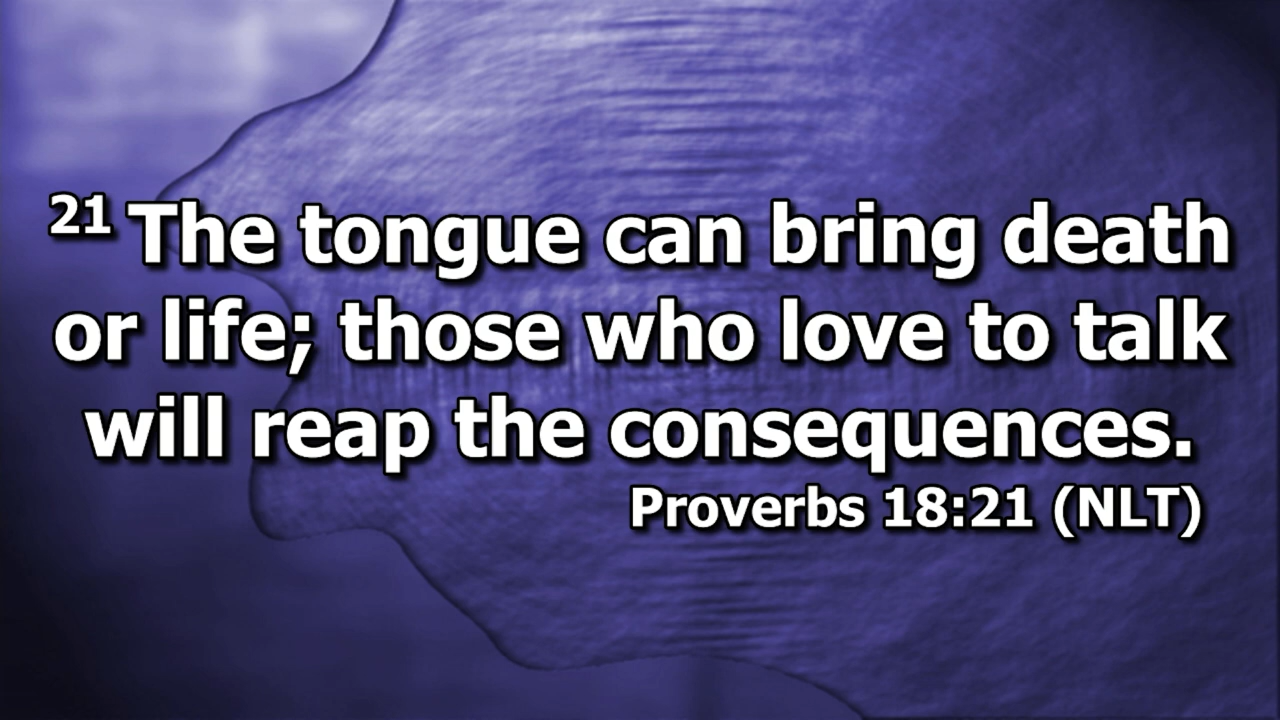 21 The tongue can bring death
or life; those who love to talk
will reap the consequences.
Proverbs 18:21 (NLT)